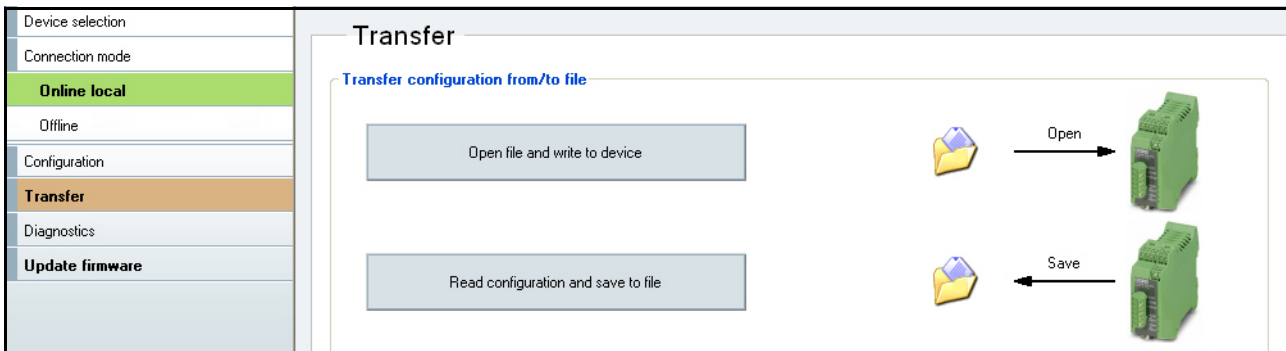 Device selection
Connection mode
Online local
Offline
Configuration
Transfer
Diagnostics
Update firmware
Transfer
Transfer configuration from/to file
Open file and write to device
Open
Read configuration and save to file
Save